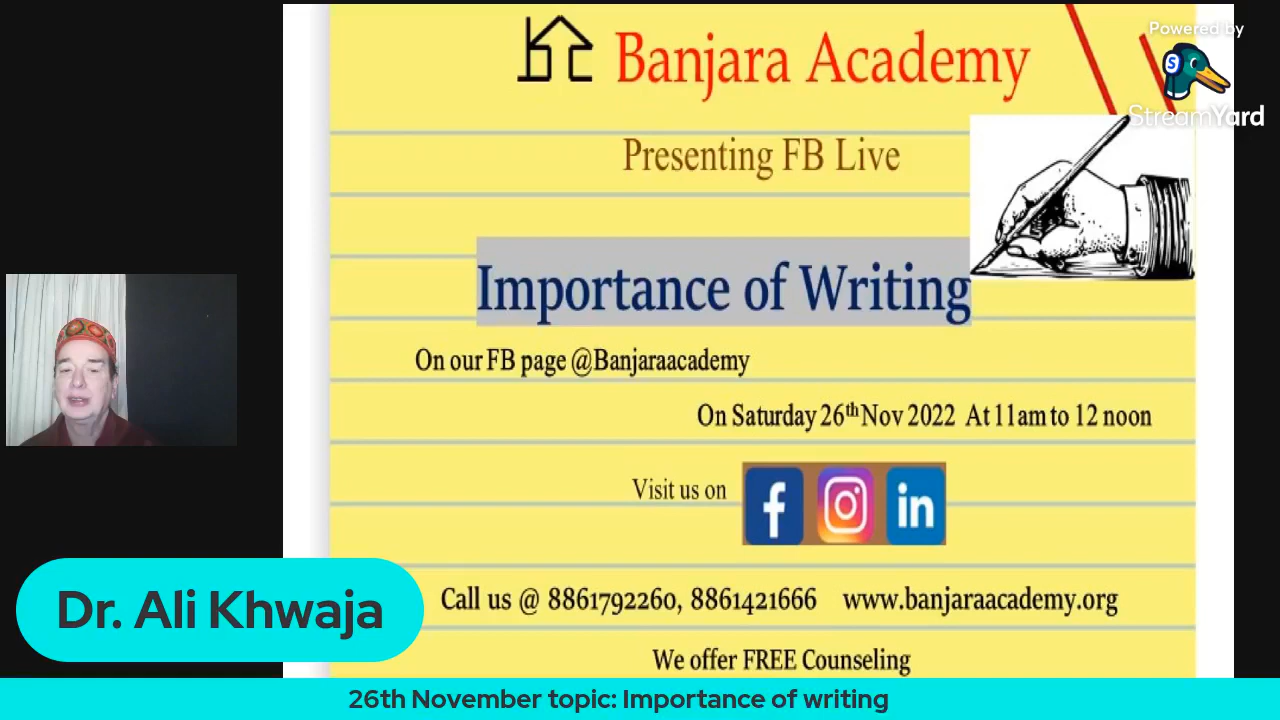 Banjara Academy
Powered by
StreamYard
Presenting FB Live
Importance of Writing
On our FB page @Banjaraacademy
On Saturday 26th Nov 2022 At 11am to 12 noon
Visit us on
Call us @ 8861792260, 8861421666 www.banjaraacademy.org
We offer FREE Counseling
Dr. Ali Khwaja
26th November topic: Importance of writing